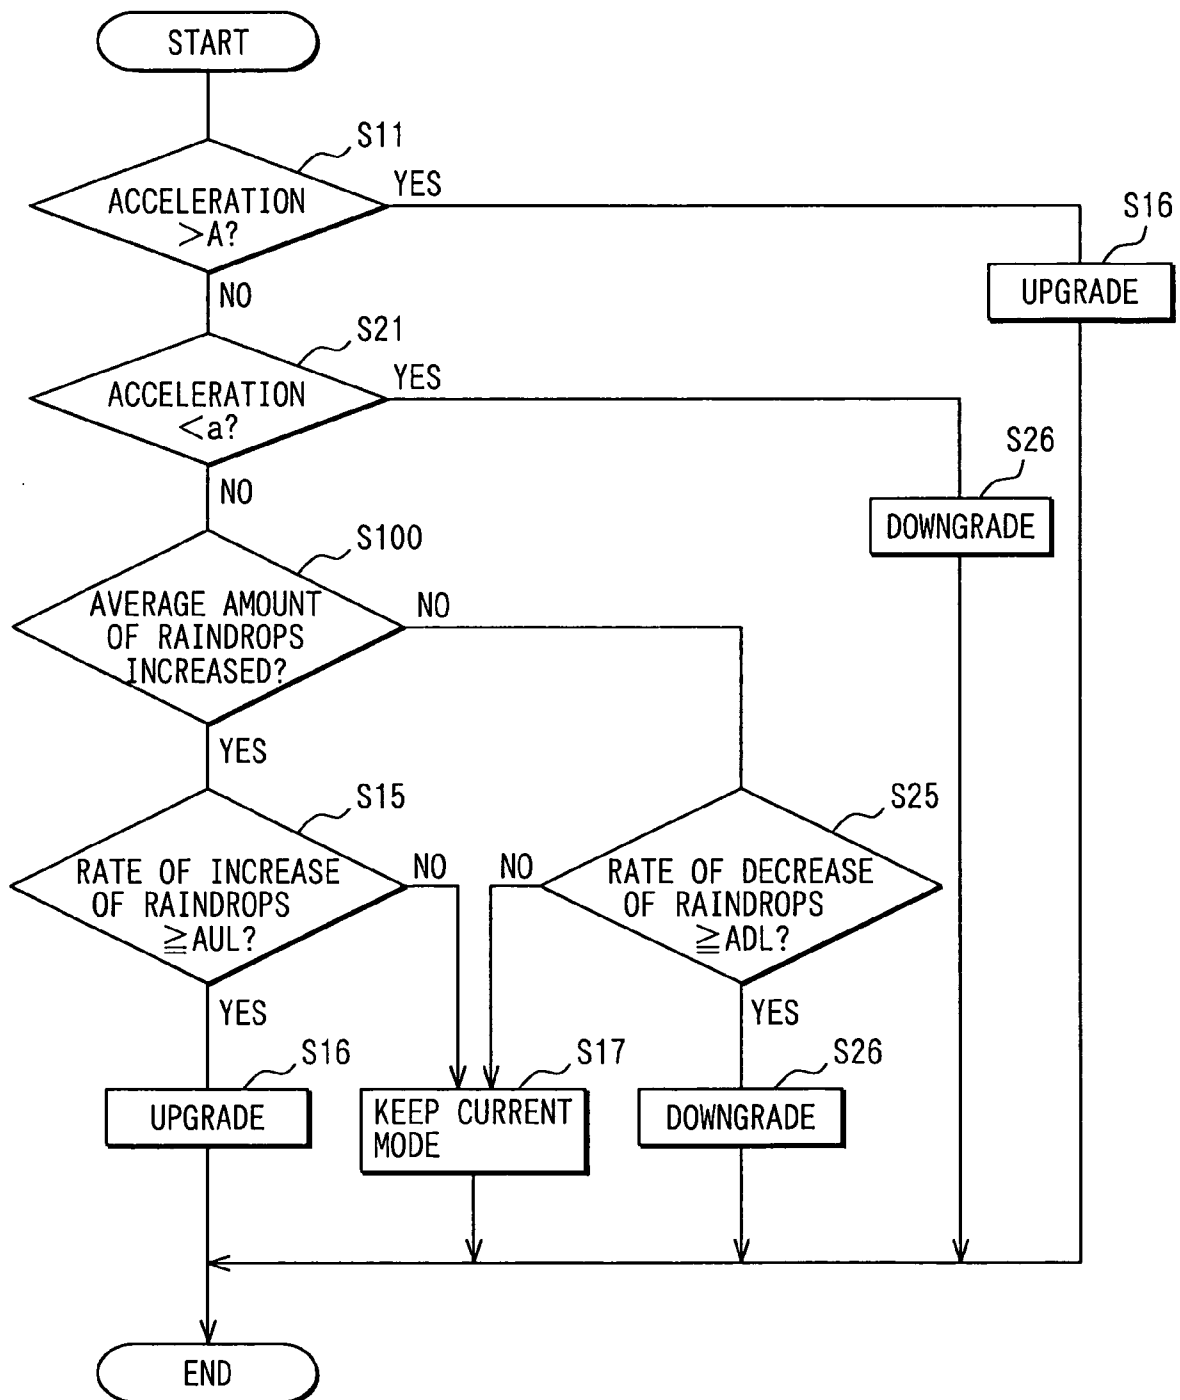 START
S11
ACCELERATION
>A?
YES
S16
UPGRADE
NO
S21
ACCELERATION
<a?
YES
S26
DOWNGRADE
NO
S100
AVERAGE AMOUNT
OF RAINDROPS
INCREASED?
NO
YES
S15
RATE OF INCREASE
OF RAINDROPS
≧AUL?
NO
S25
RATE OF DECREASE
OF RAINDROPS
≧ADL?
NO
YES
YES
S16
UPGRADE
S17
KEEP CURRENT
MODE
S26
DOWNGRADE
END